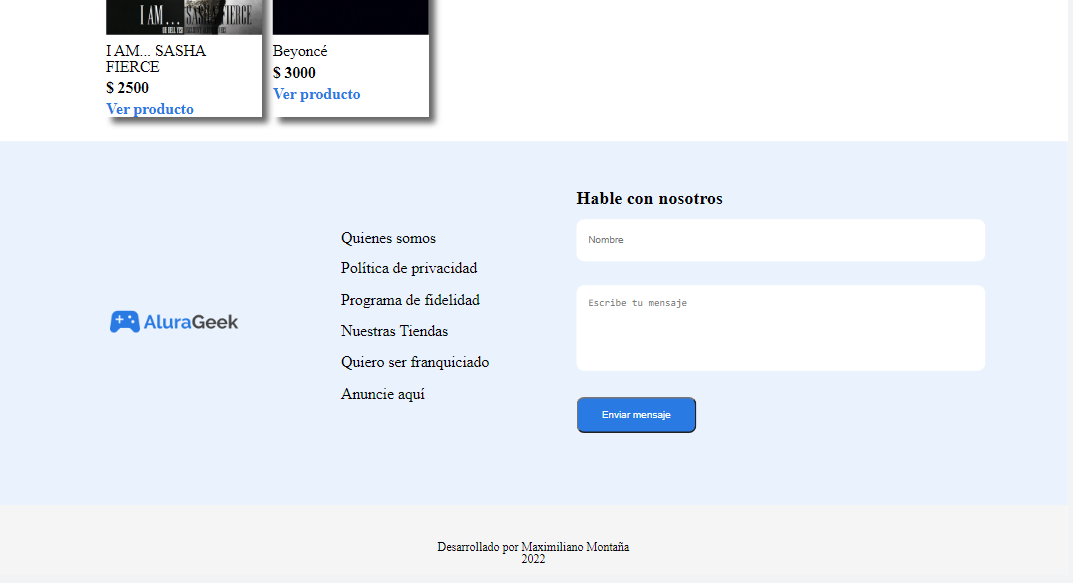 I AM . . . SASHA FIERCE
I AM... SASHA
FIERCE
$ 2500
Ver producto
Beyoncé
$ 3000
Ver producto
AluraGeek
Quienes somos
Política de privacidad
Programa de fidelidad
Nuestras Tiendas
Quiero ser franquiciado
Anuncie aquí
Hable con nosotros
Nombre
Escribe tu mensaje
Enviar mensaje
Desarrollado por Maximiliano Montaña
2022